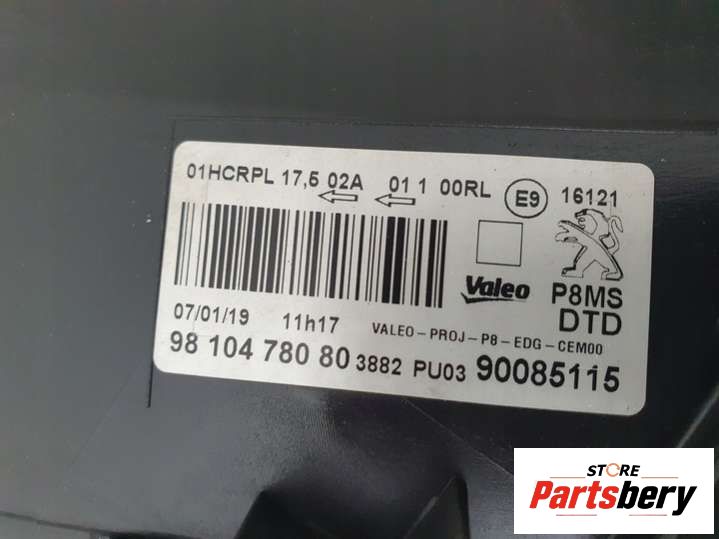 01HCRPL 17,5 02A 01 1 00RL E9 16121
Valeo P8MS
DTD
07/01/19 11h17 VALEO-PROJ-P8-EDG-CEM00
98 104 780 80 3882 PU03 90085115
STORE
Partsbery